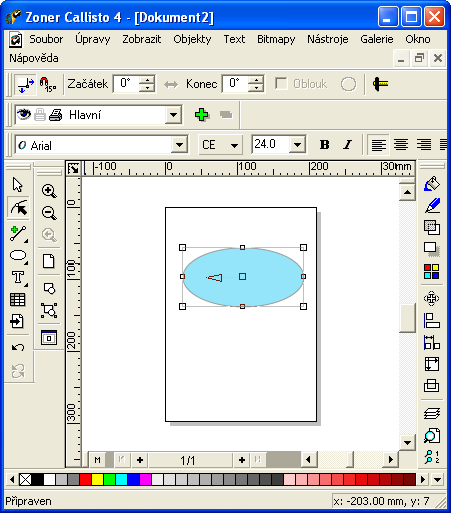 Zoner Callisto 4 - [Dokument2]
Soubor Úpravy Zobrazit Objekty Text Bitmapy Nástroje Galerie Okno
Nápověda
15° Začátek 0° Konec 0° Oblouk
Hlavní
O Arial CE 24.0 B I
-100 0 100 200 30mm
0
100
200
300
M 1/1
Připraven x: -203.00 mm, y: 7